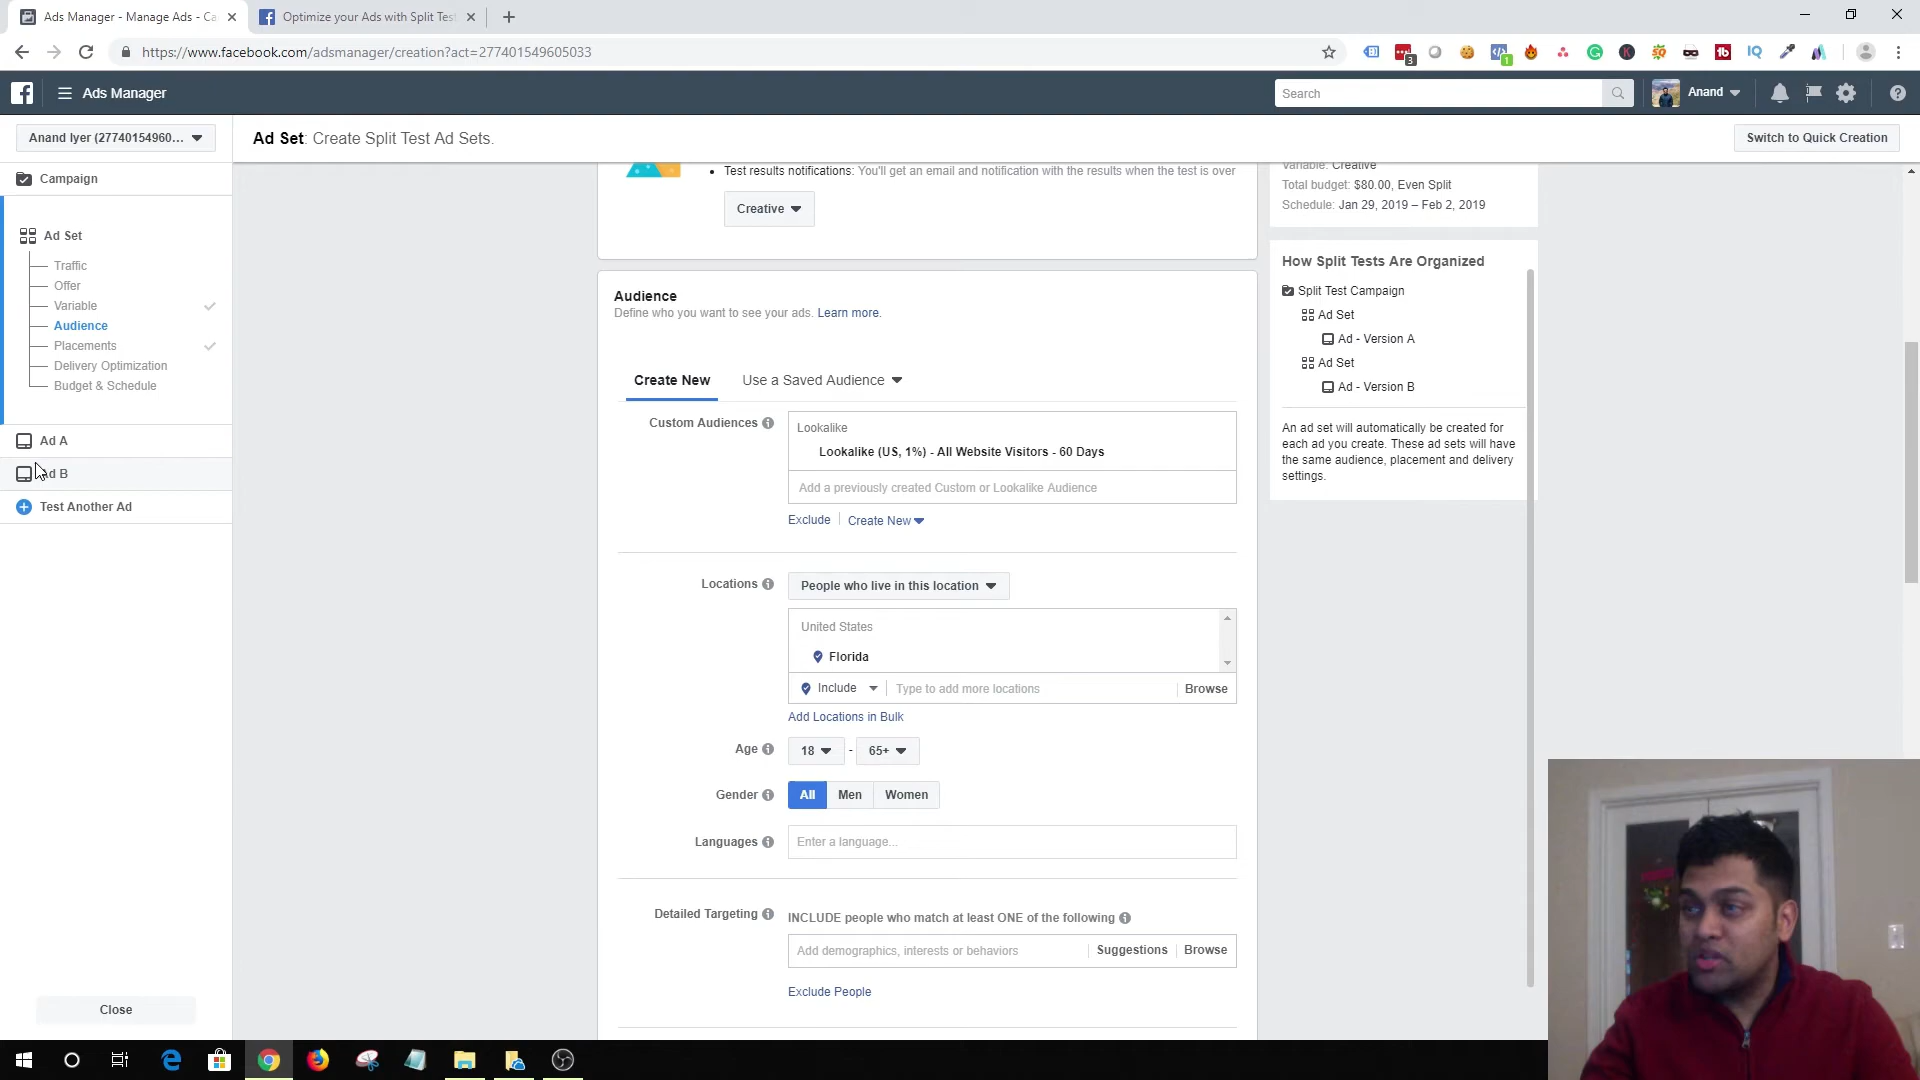 Ads Manager - Manage Ads - Ca
Optimize your Ads with Split Test
https://www.facebook.com/adsmanager/creation?act=277401549605033
3
1
IQ
Ads Manager
Search
Anand
Anand Iyer (27740154960...
Ad Set: Create Split Test Ad Sets.
Switch to Quick Creation
Campaign
Ad Set
Traffic
Offer
Variable
Audience
Placements
Delivery Optimization
Budget & Schedule
Ad A
d B
Test Another Ad
Close
Test results notifications: You'll get an email and notification with the results when the test is over
Creative
Audience
Define who you want to see your ads. Learn more.
Create New
Use a Saved Audience
Custom Audiences
Lookalike
Lookalike (US, 1%) - All Website Visitors - 60 Days
Add a previously created Custom or Lookalike Audience
Exclude
Create New
Locations
People who live in this location
United States
Florida
Include
Type to add more locations
Browse
Add Locations in Bulk
Age
18
-
65+
Gender
All
Men
Women
Languages
Enter a language...
Detailed Targeting
INCLUDE people who match at least ONE of the following
Add demographics, interests or behaviors
Suggestions
Browse
Exclude People
Variable: Creative
Total budget: $80.00, Even Split
Schedule: Jan 29, 2019 – Feb 2, 2019
How Split Tests Are Organized
Split Test Campaign
Ad Set
Ad - Version A
Ad Set
Ad - Version B
An ad set will automatically be created for
each ad you create. These ad sets will have
the same audience, placement and delivery
settings.